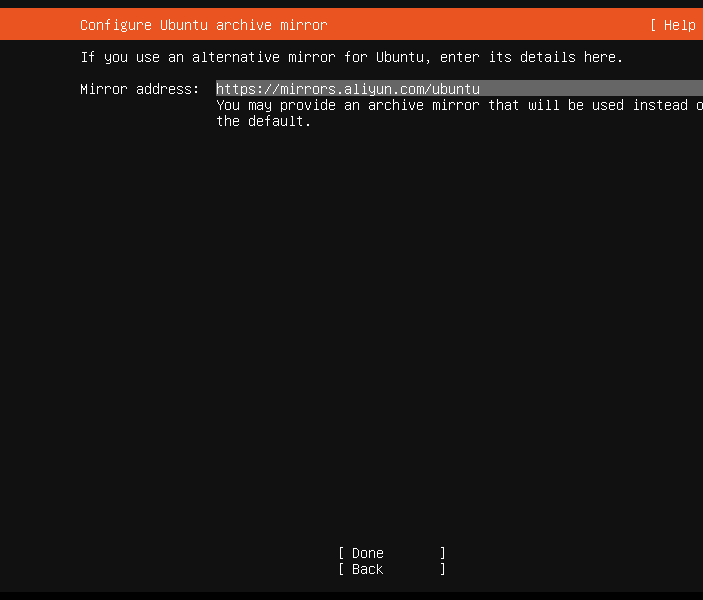 Configure Ubuntu archive mirror [ Help
If you use an alternative mirror for Ubuntu, enter its details here.
Mirror address: https://mirrors.aliyun.com/ubuntu
You may provide an archive mirror that will be used instead o
the default.
[ Done ]
[ Back ]